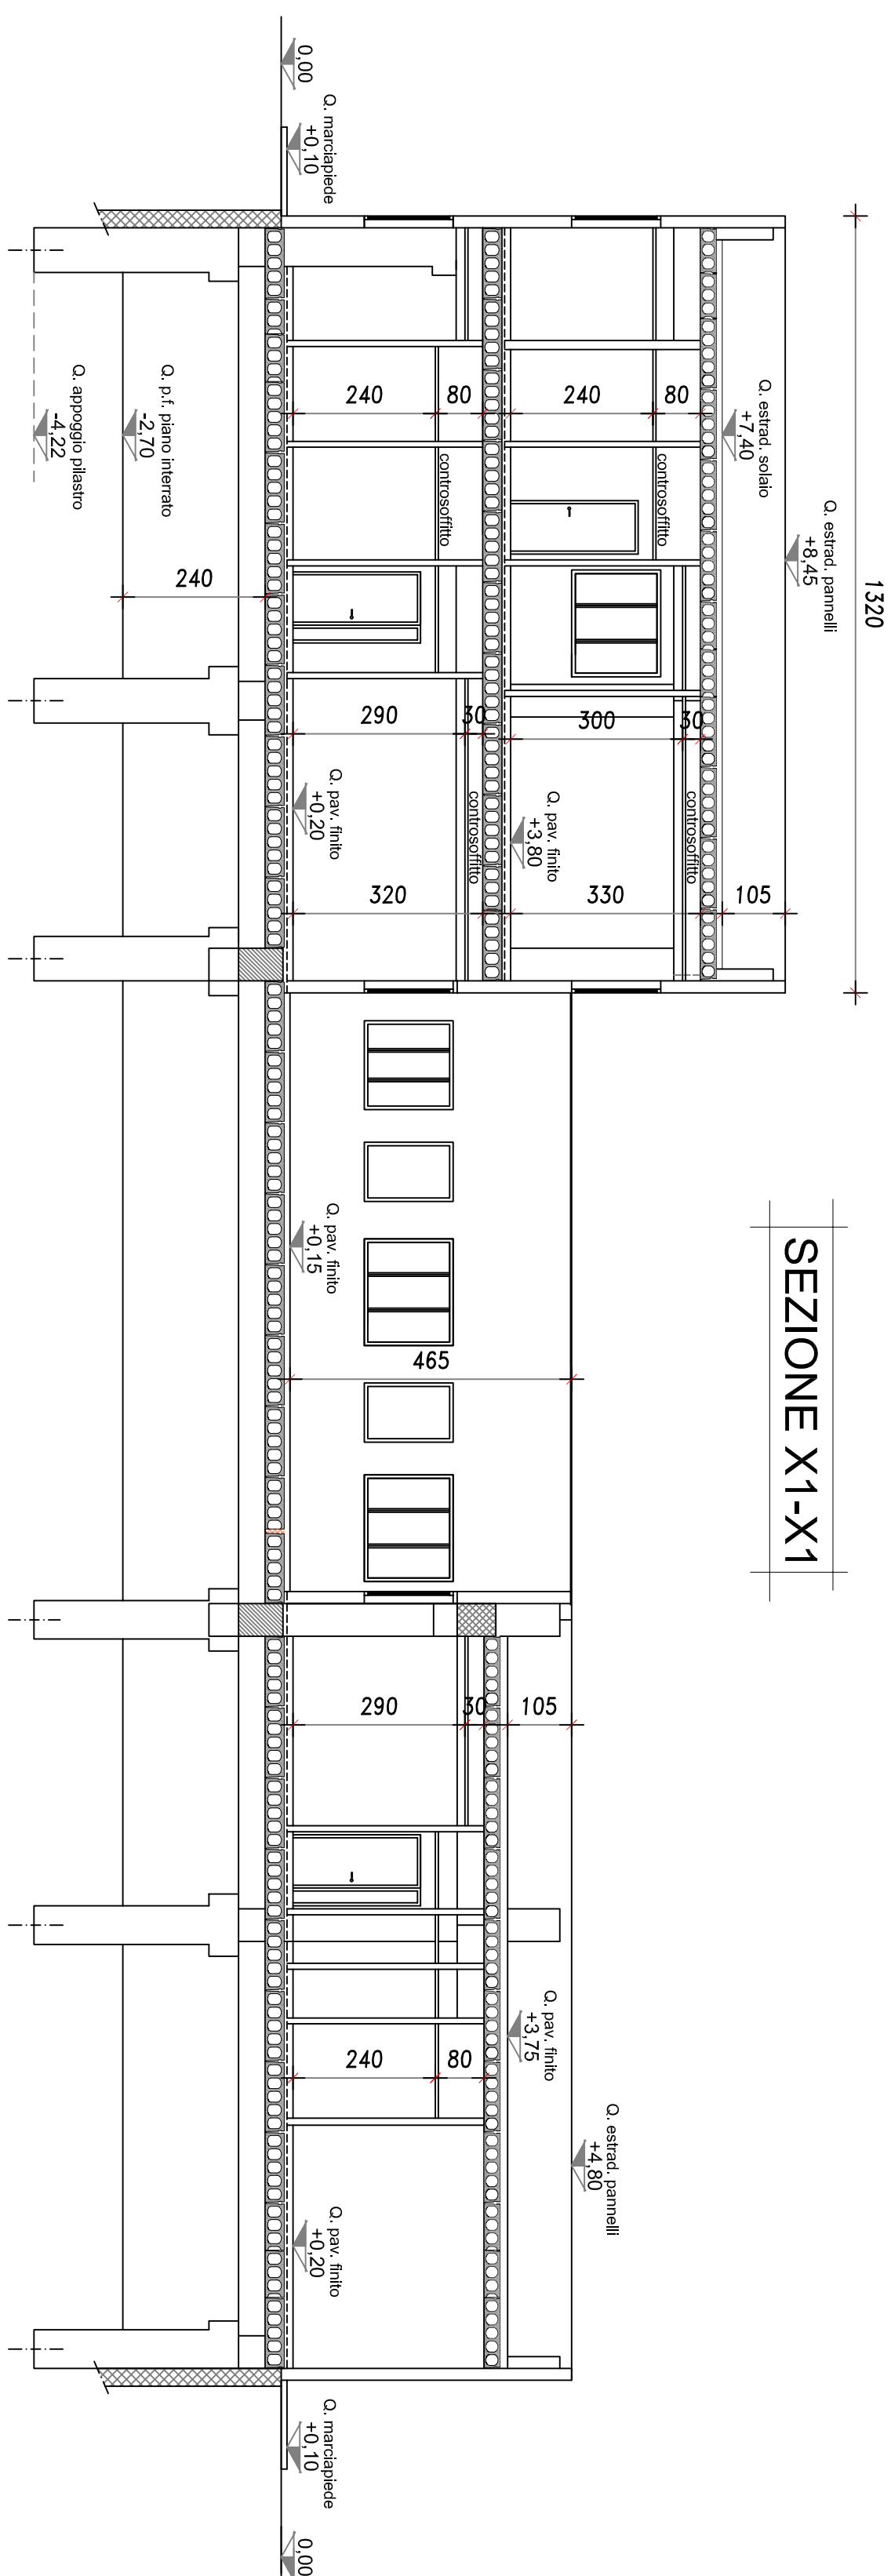 SEZIONE X1-X1
1320
Q. estrad. pannelli
+8,45
Q. estrad. solaio
+7,40
105
80
240
controsoffitto
30
300
controsoffitto
330
Q. pav. finito
+3,80
80
240
controsoffitto
30
290
controsoffitto
320
Q. pav. finito
+0,20
0,00
Q. marciapiede
+0,10
240
Q. p.f. piano interrato
-2,70
Q. appoggio pilastro
-4,22
465
Q. pav. finito
+0,15
105
30
290
Q. pav. finito
+3,75
Q. estrad. pannelli
+4,80
80
240
Q. pav. finito
+0,20
Q. marciapiede
+0,10
0,00